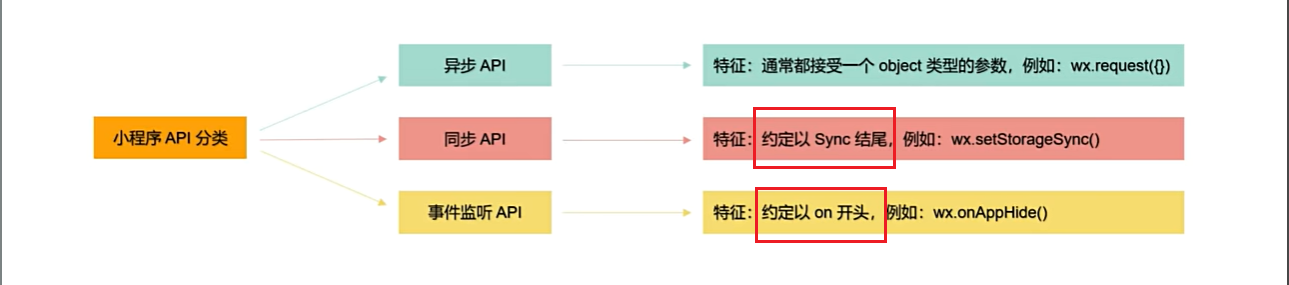 异步 API
特征：通常都接受一个 object 类型的参数，例如：wx.request({})
小程序 API 分类
同步 API
特征：约定以 Sync 结尾，例如：wx.setStorageSync()
事件监听 API
特征：约定以 on 开头，例如：wx.onAppHide()